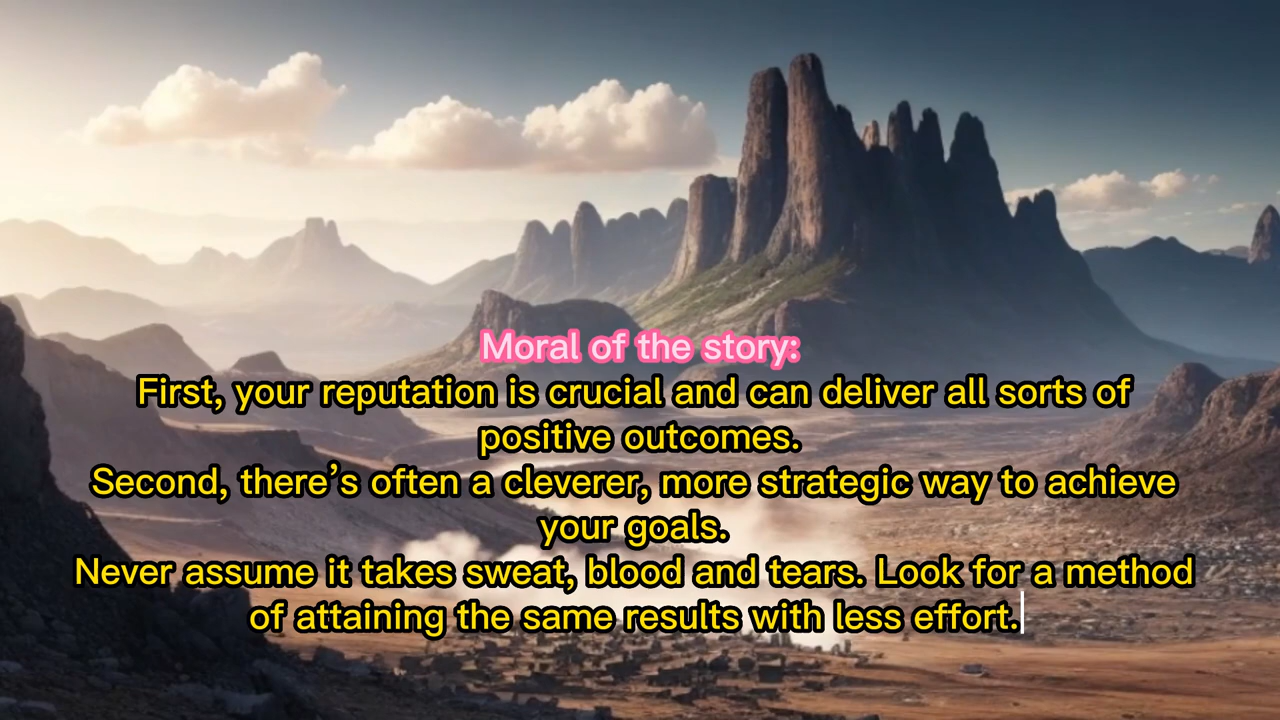 Moral of the story:
First, your reputation is crucial and can deliver all sorts of
positive outcomes.
Second, there’s often a cleverer, more strategic way to achieve
your goals.
Never assume it takes sweat, blood and tears. Look for a method
of attaining the same results with less effort.